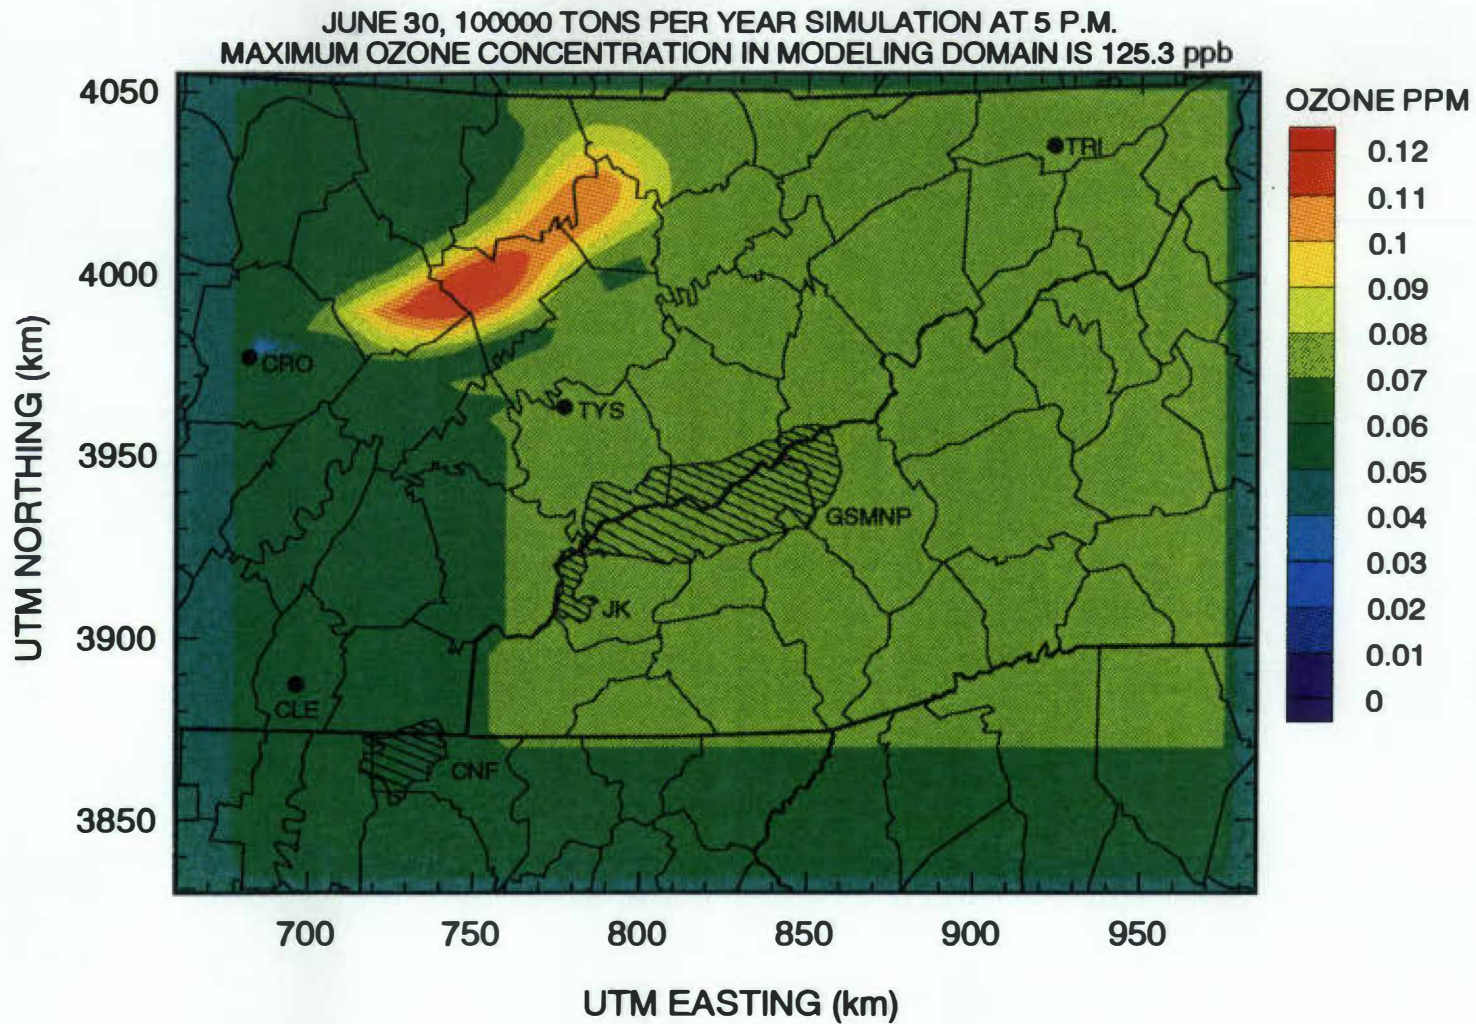 JUNE 30, 100000 TONS PER YEAR SIMULATION AT 5 P.M.
MAXIMUM OZONE CONCENTRATION IN MODELING DOMAIN IS 125.3 ppb
OZONE PPM
0.12
0.11
0.1
0.09
0.08
0.07
0.06
0.05
0.04
0.03
0.02
0.01
0
UTM NORTHING (km)
4050
4000
3950
3900
3850
TRI
CRO
TYS
GSMNP
JK
CLE
CNF
700
750
800
850
900
950
UTM EASTING (km)